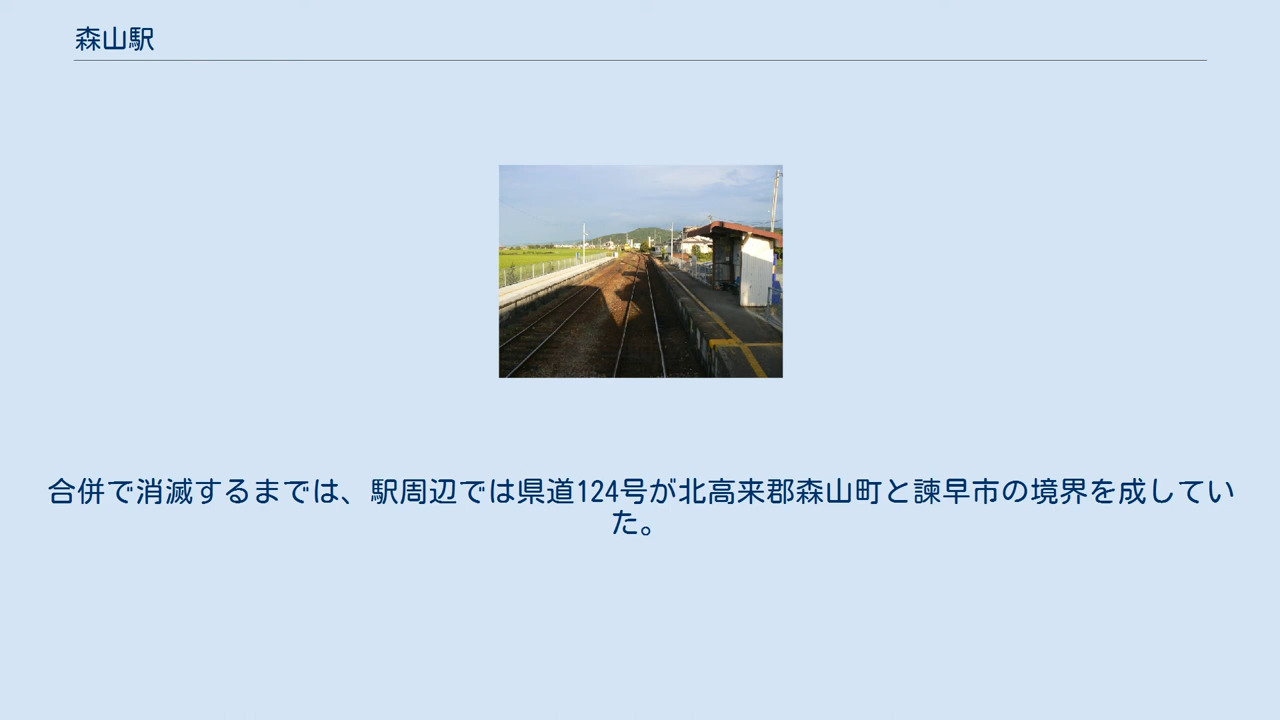 森山駅
合併で消滅するまでは、駅周辺では県道124号が北高来郡森山町と諫早市の境界を成してい
た。